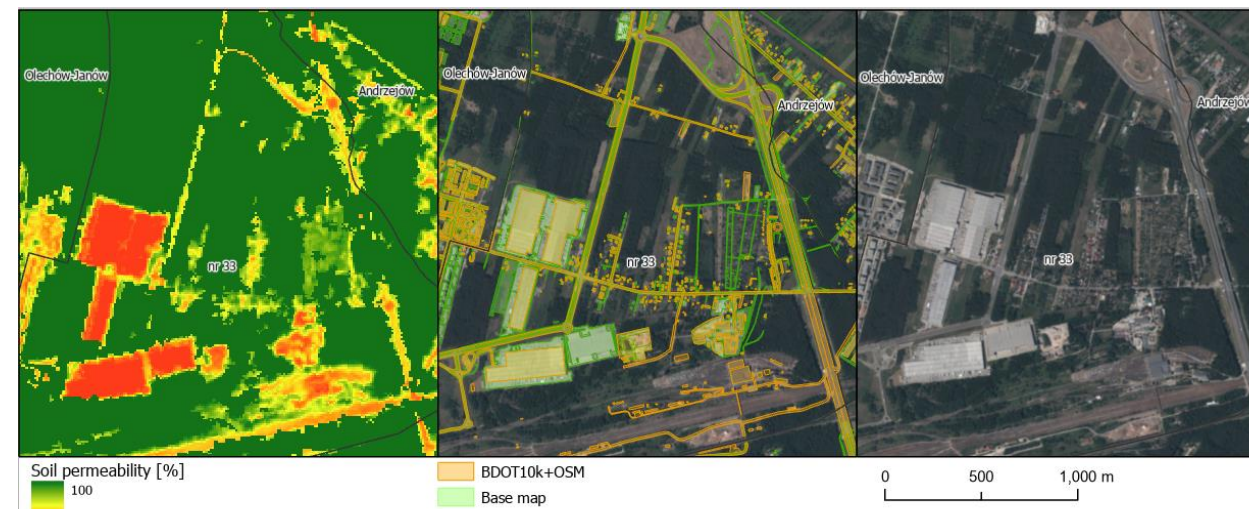 Olechów-Janów
Andrzejów
nr 33
Olechów-Janów
Andrzejów
nr 33
Olechów-Janów
Andrzejów
nr 33
Soil permeability [%]
100
BDOT10k+OSM
Base map
0 500 1,000 m